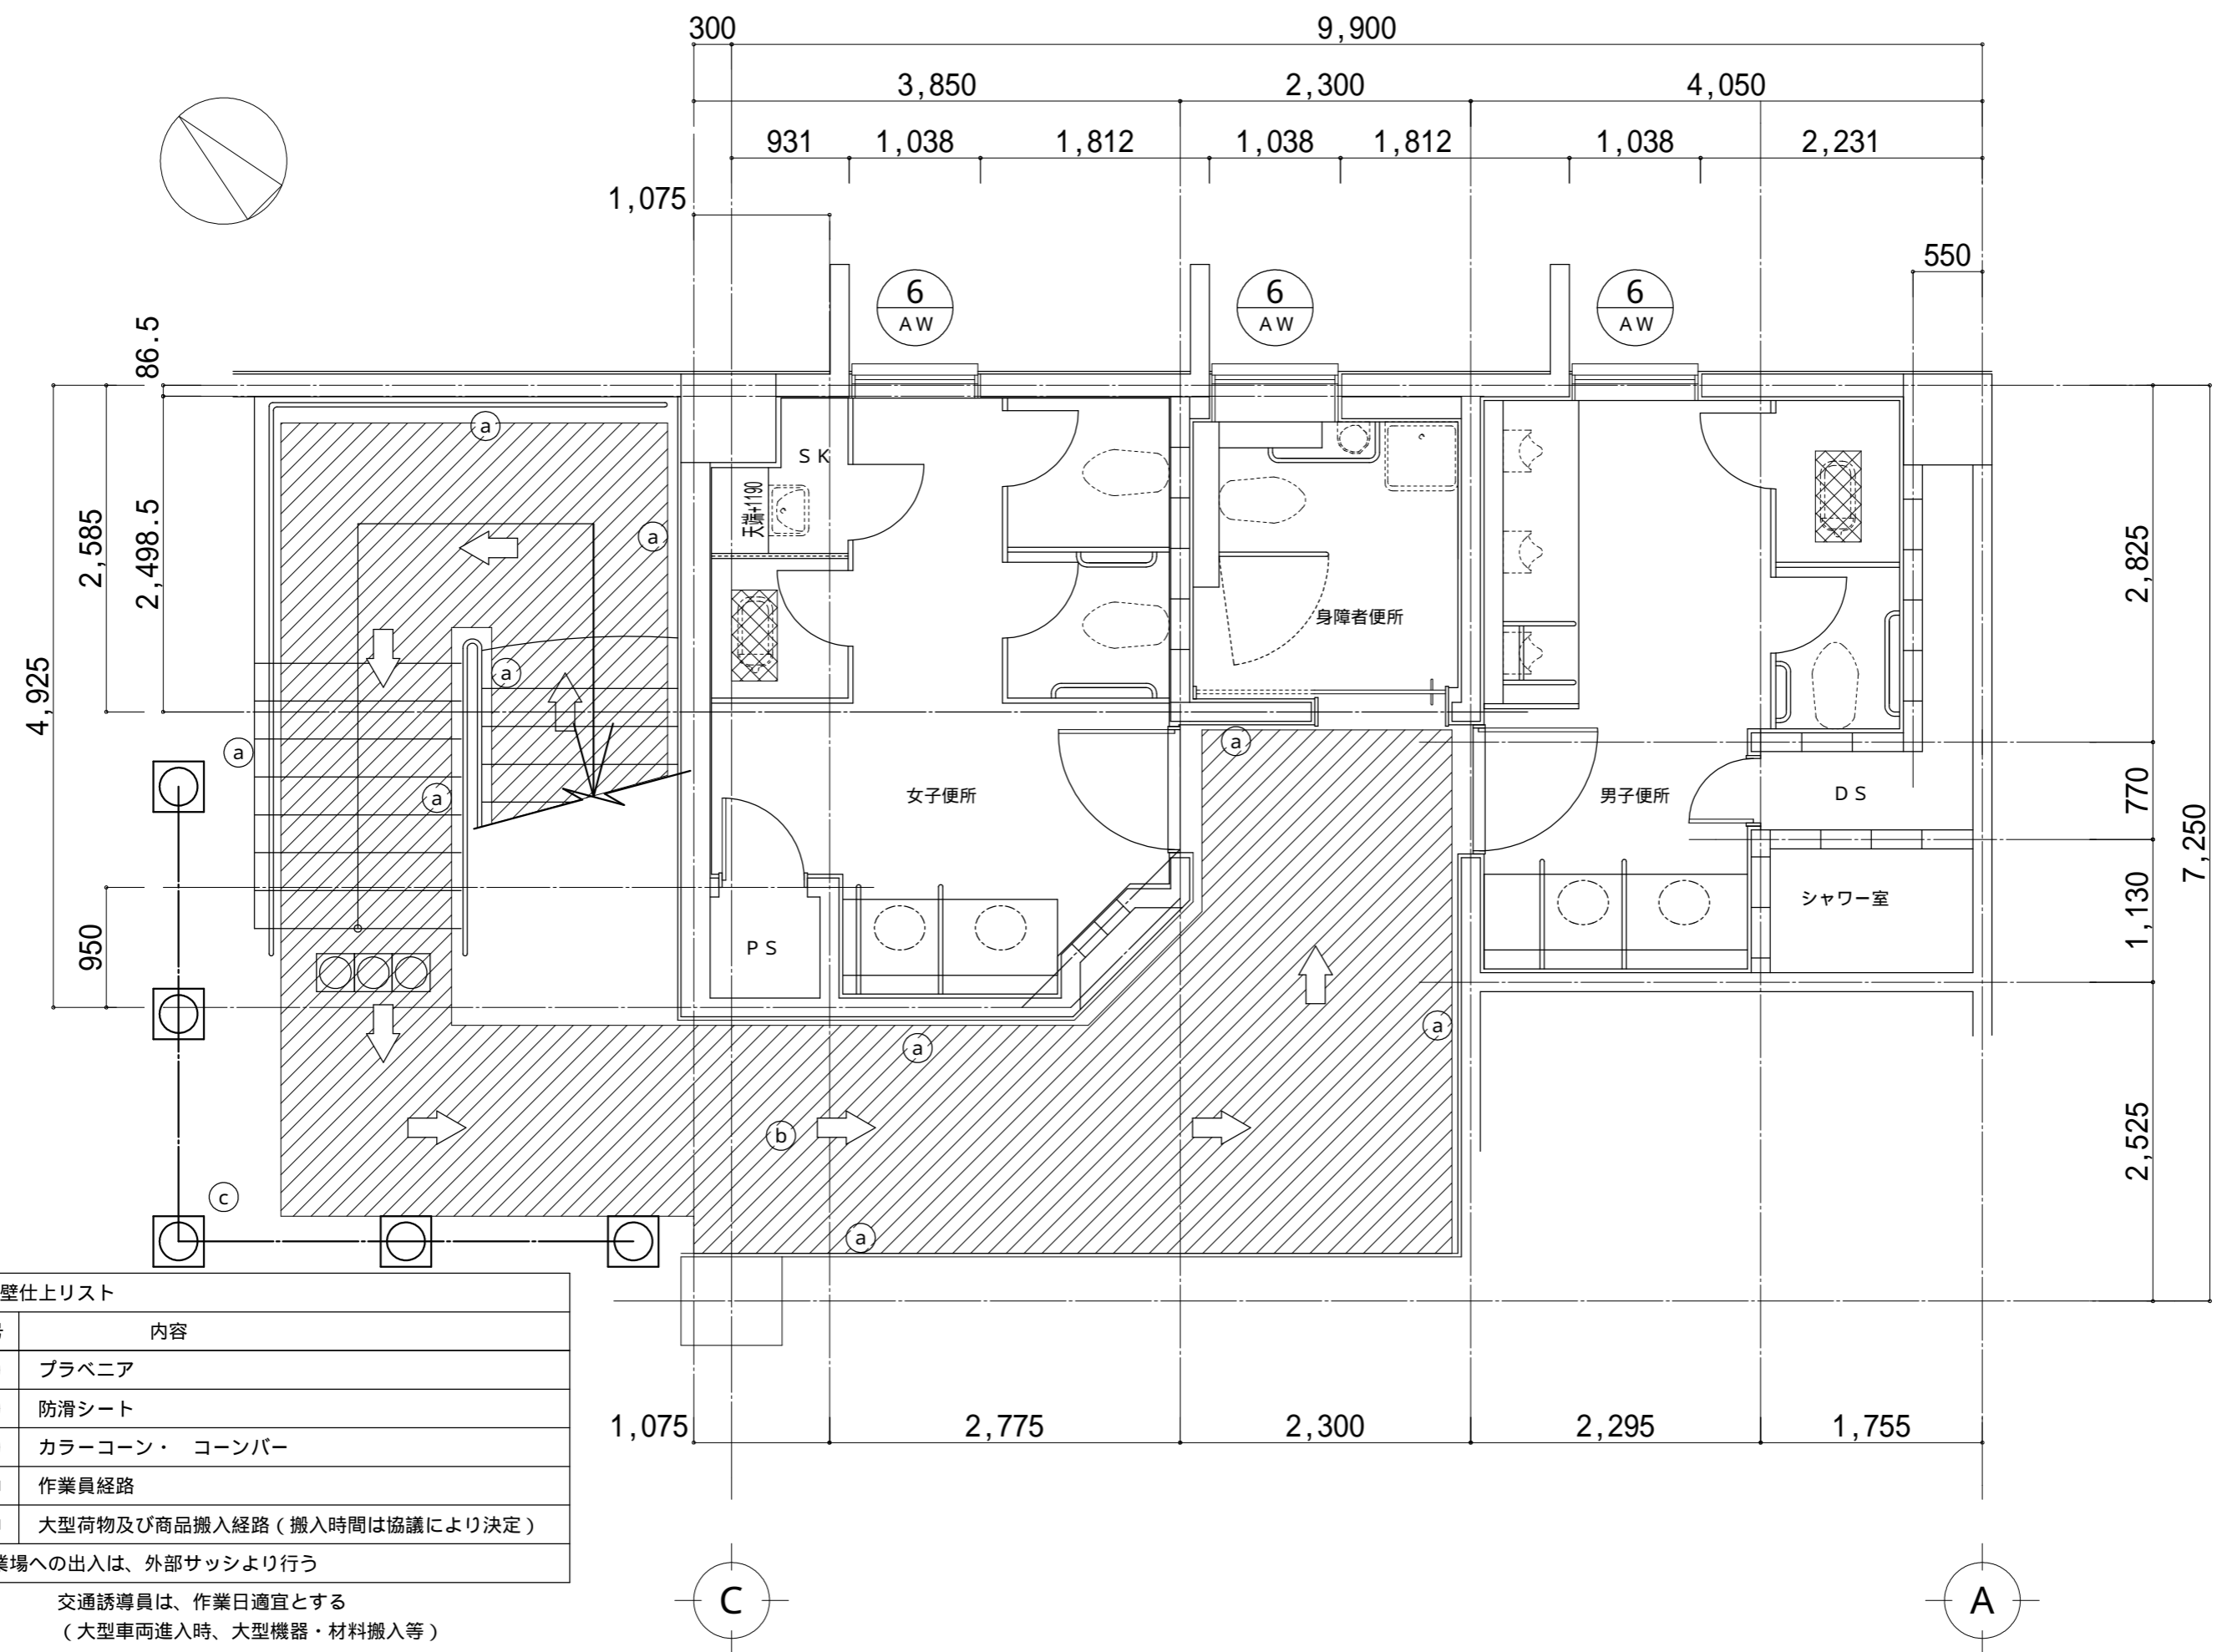 300
9,900
3,850
2,300
4,050
931
1,038
1,812
1,038
1,812
1,038
2,231
1,075
550
6
AW
6
AW
6
AW
86.5
2,498.5
2,585
4,925
950
2,825
770
1,130
2,525
7,250
a
a
a
a
a
a
a
a
a
b
c
SK
天端+1190
身障者便所
女子便所
男子便所
DS
PS
シャワー室
壁仕上リスト
号
内容
プラベニア
防滑シート
カラーコーン・ コーンバー
作業員経路
大型荷物及び商品搬入経路(搬入時間は協議により決定)
業場への出入は、外部サッシより行う
交通誘導員は、作業日適宜とする
(大型車両進入時、大型機器・材料搬入等)
1,075
2,775
2,300
2,295
1,755
C
A